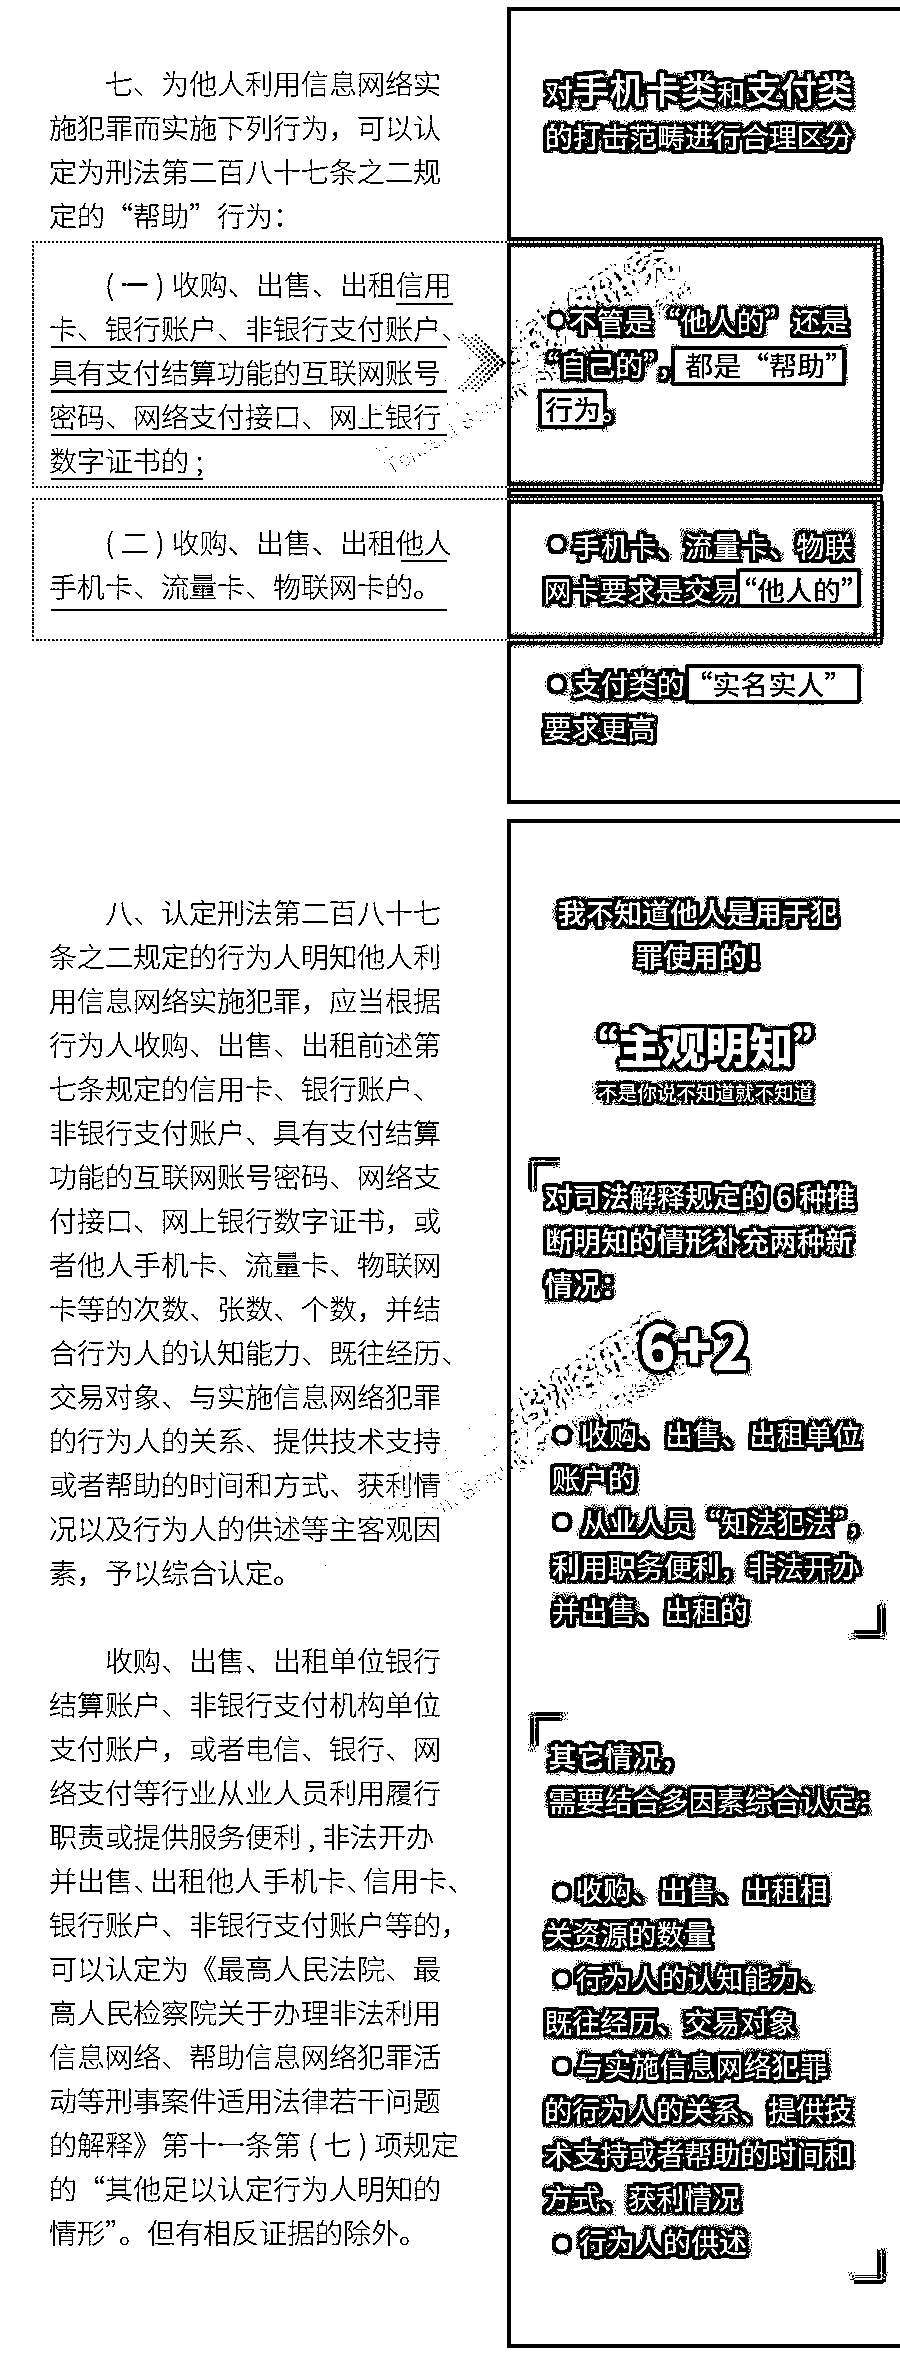 七、为他人利用信息网络实
施犯罪而实施下列行为，可以认
定为刑法第二百八十七条之二规
定的“帮助”行为：
(一)收购、出售、出租信用
卡、银行账户、非银行支付账户、
具有支付结算功能的互联网账号
密码、网络支付接口、网上银行
数字证书的；
(二)收购、出售、出租他人
手机卡、流量卡、物联网卡的。
对手机卡类和支付类
的打击范畴进行合理区分
不管是“他人的”还是
“自己的”，都是“帮助”
行为。
手机卡、流量卡、物联
网卡要求是交易“他人的”
支付类的“实名实人”
要求更高
八、认定刑法第二百八十七
条之二规定的行为人明知他人利
用信息网络实施犯罪，应当根据
行为人收购、出售、出租前述第
七条规定的信用卡、银行账户、
非银行支付账户、具有支付结算
功能的互联网账号密码、网络支
付接口、网上银行数字证书，或
者他人手机卡、流量卡、物联网
卡等的次数、张数、个数，并结
合行为人的认知能力、既往经历、
交易对象、与实施信息网络犯罪
的行为人的关系、提供技术支持
或者帮助的时间和方式、获利情
况以及行为人的供述等主客观因
素，予以综合认定。
收购、出售、出租单位银行
结算账户、非银行支付机构单位
支付账户，或者电信、银行、网
络支付等行业从业人员利用履行
职责或提供服务便利，非法开办
并出售、出租他人手机卡、信用卡、
银行账户、非银行支付账户等的，
可以认定为《最高人民法院、最
高人民检察院关于办理非法利用
信息网络、帮助信息网络犯罪活
动等刑事案件适用法律若干问题
的解释》第十一条第(七)项规定
的“其他足以认定行为人明知的
情形”。但有相反证据的除外。
我不知道他人是用于犯
罪使用的！
“主观明知”
不是你说不知道就不知道
对司法解释规定的6种推
断明知的情形补充两种新
情况：
6+2
收购、出售、出租单位
账户的
从业人员“知法犯法”，
利用职务便利，非法开办
并出售、出租的
其它情况，
需要结合多因素综合认定：
收购、出售、出租相
关资源的数量
行为人的认知能力、
既往经历、交易对象
与实施信息网络犯罪
的行为人的关系、提供技
术支持或者帮助的时间和
方式、获利情况
行为人的供述